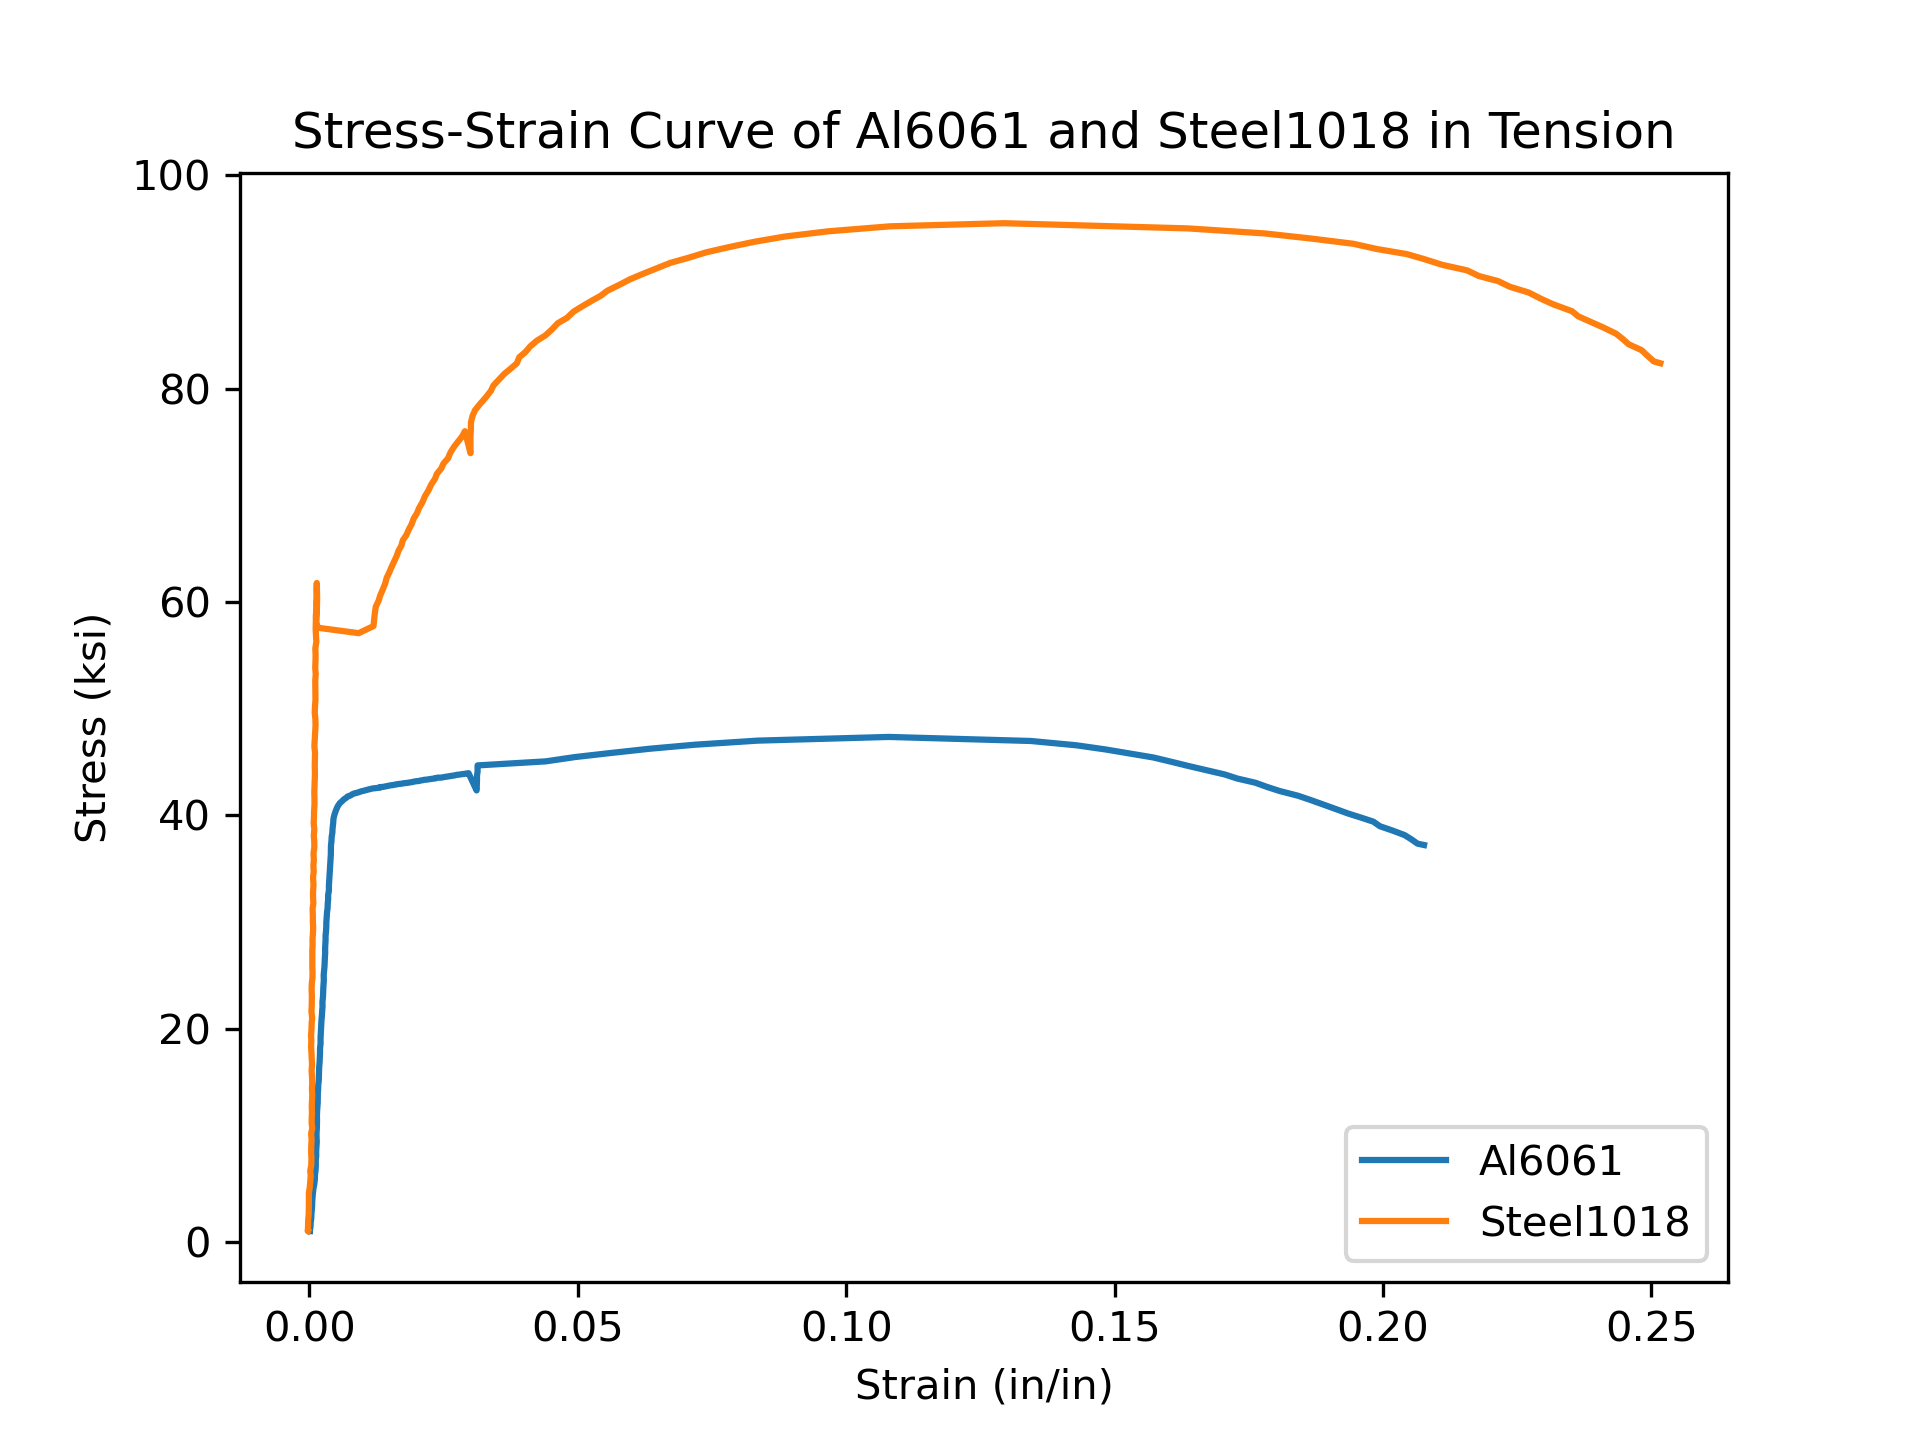 Stress-Strain Curve of Al6061 and Steel1018 in Tension
100
80
60
40
20
0
Stress (ksi)
0.00 0.05 0.10 0.15 0.20 0.25
Strain (in/in)
Al6061
Steel1018